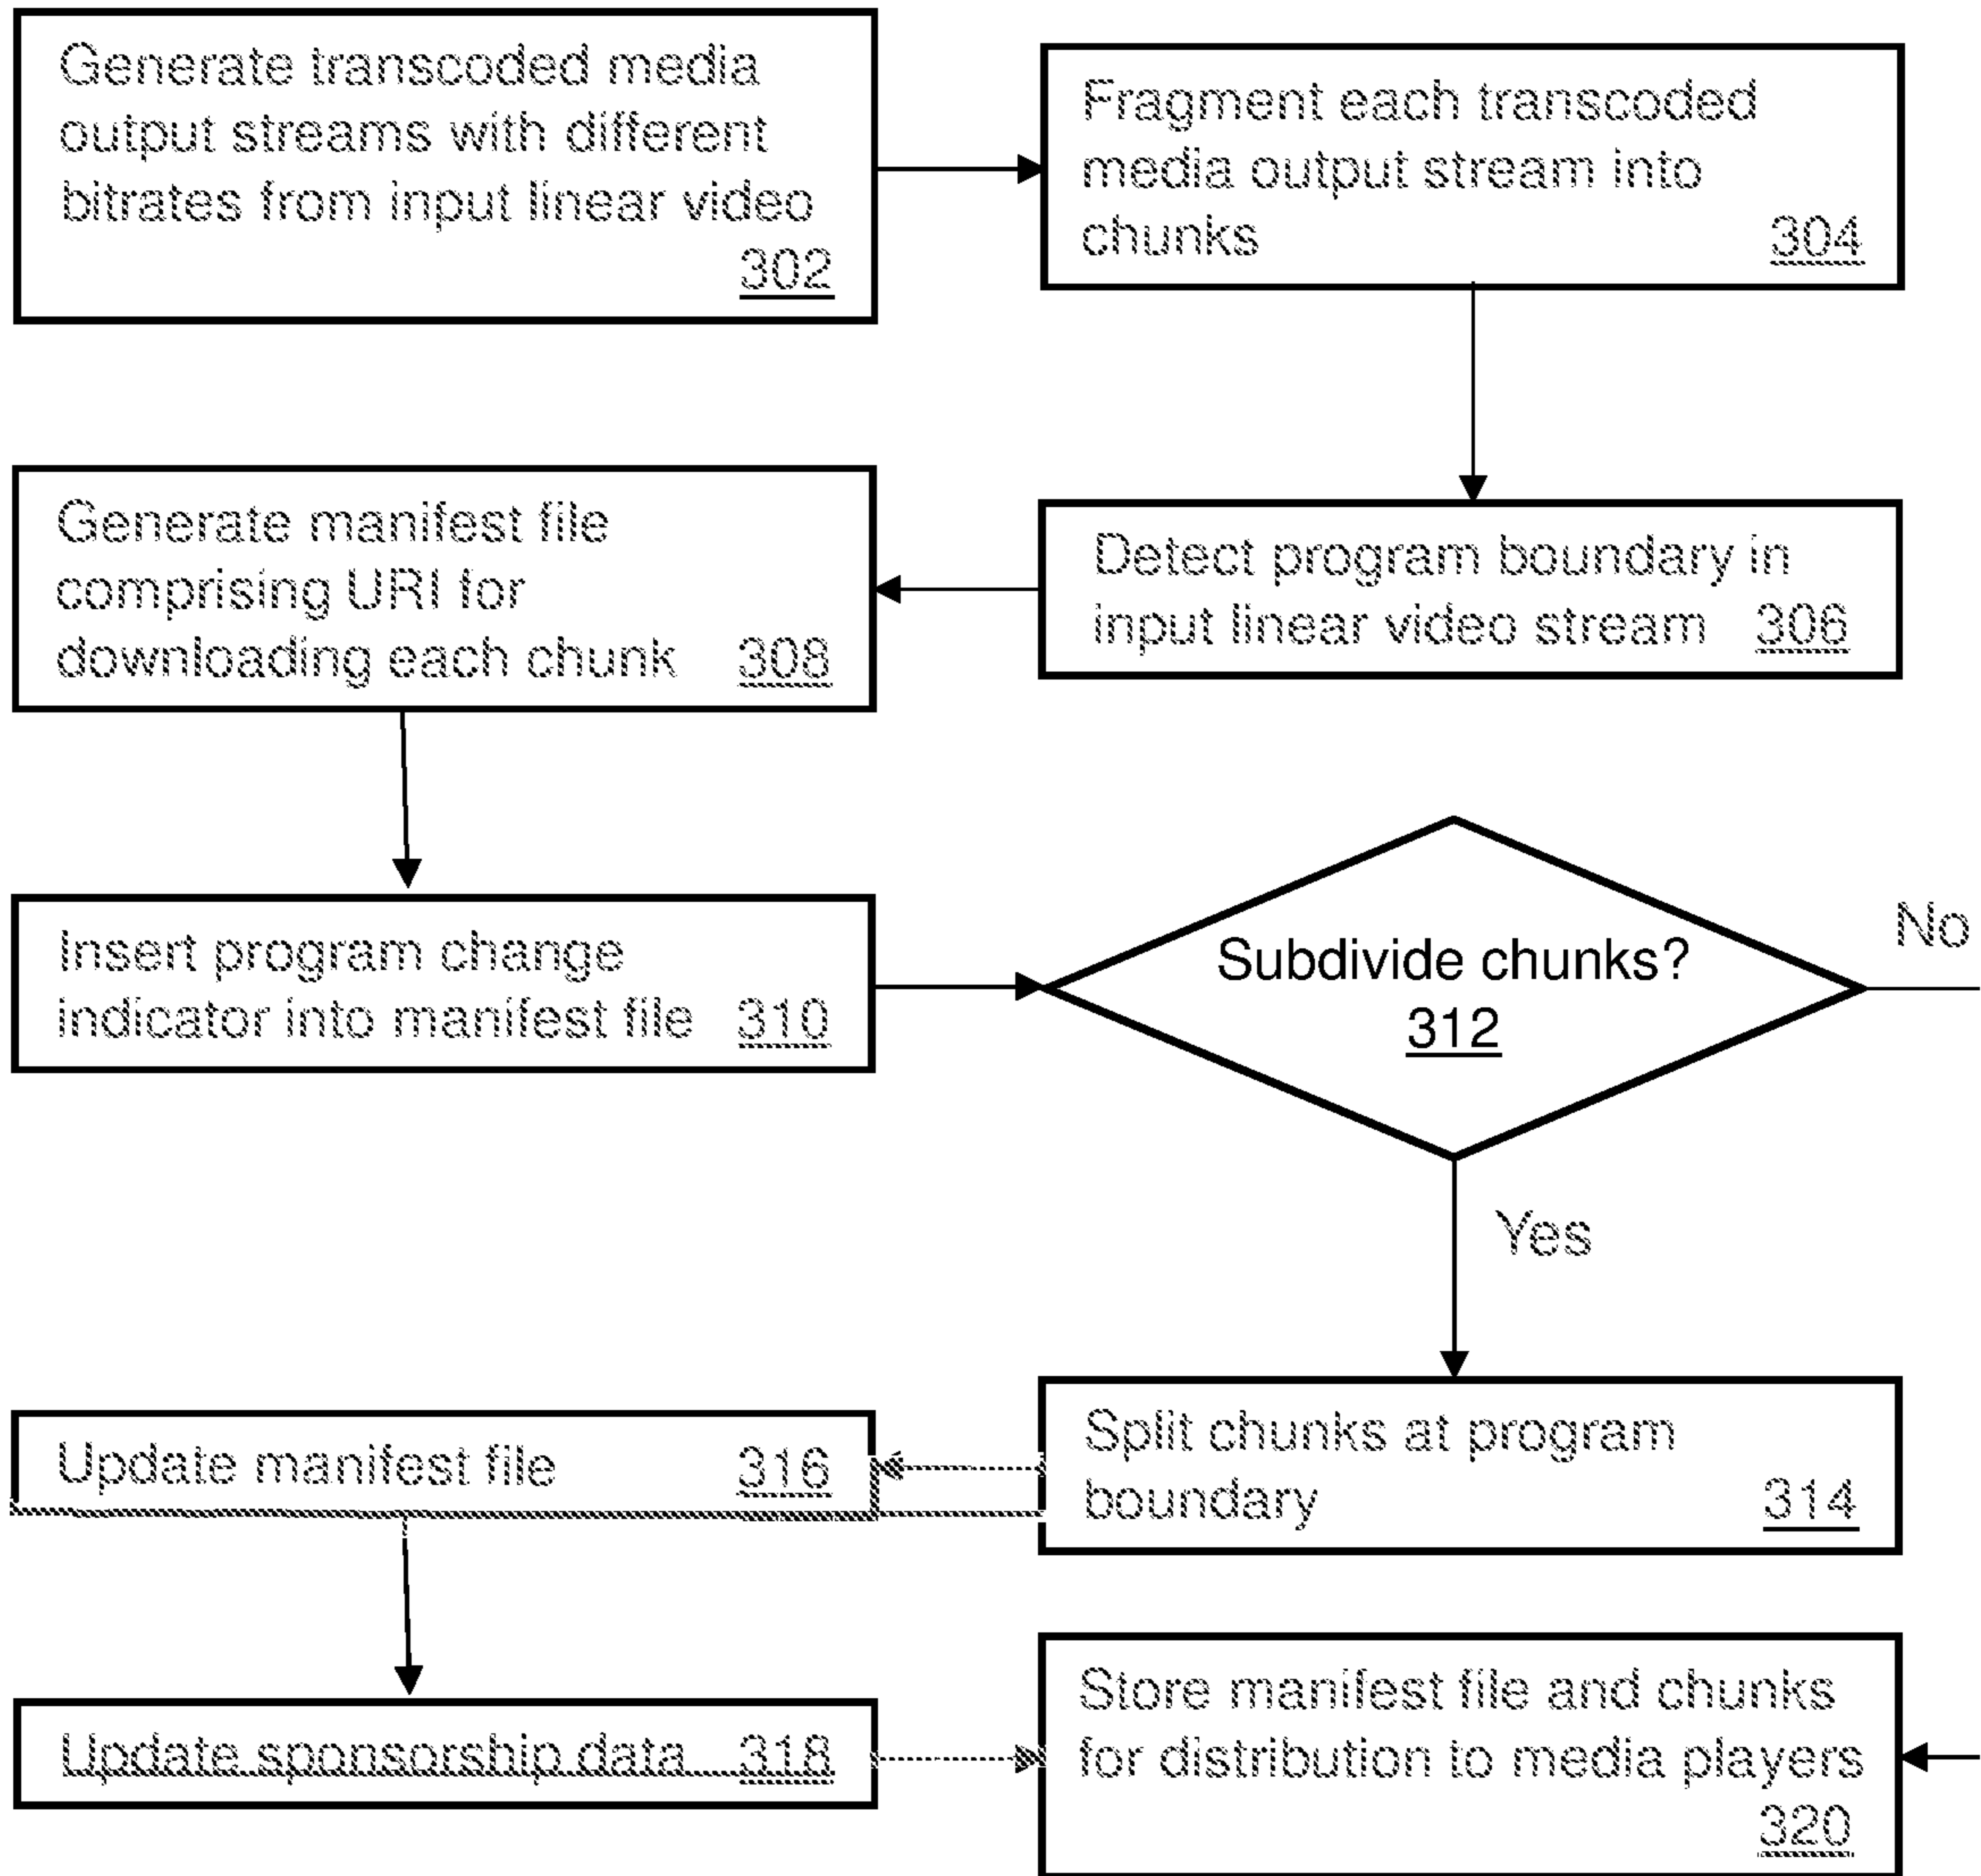 Generate transcoded media
output streams with different
bitrates from input linear video
302
Fragment each transcoded
media output stream into
chunks 304
Detect program boundary in
input linear video stream 306
Generate manifest file
comprising URI for
downloading each chunk 308
Insert program change
indicator into manifest file 310
Subdivide chunks?
312
No
Yes
Split chunks at program
boundary 314
Update manifest file 316
Update sponsorship data 318
Store manifest file and chunks
for distribution to media players
320